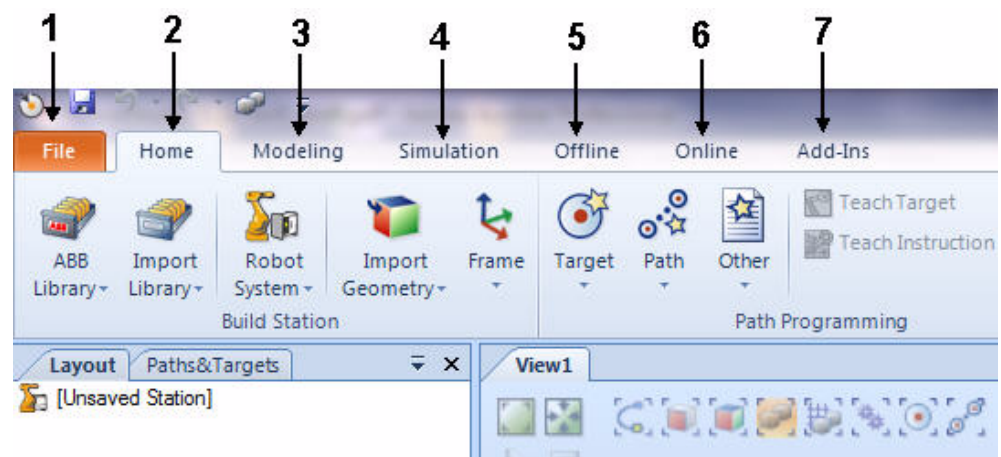 1 2 3 4 5 6 7
File Home Modeling Simulation Offline Online Add-Ins
ABB
ABB Library
Import Library
Robot System
Import Geometry
Frame
Target
Path
Other
Teach Target
Teach Instruction
Build Station
Path Programming
Layout Paths&Targets
View1
[Unsaved Station]